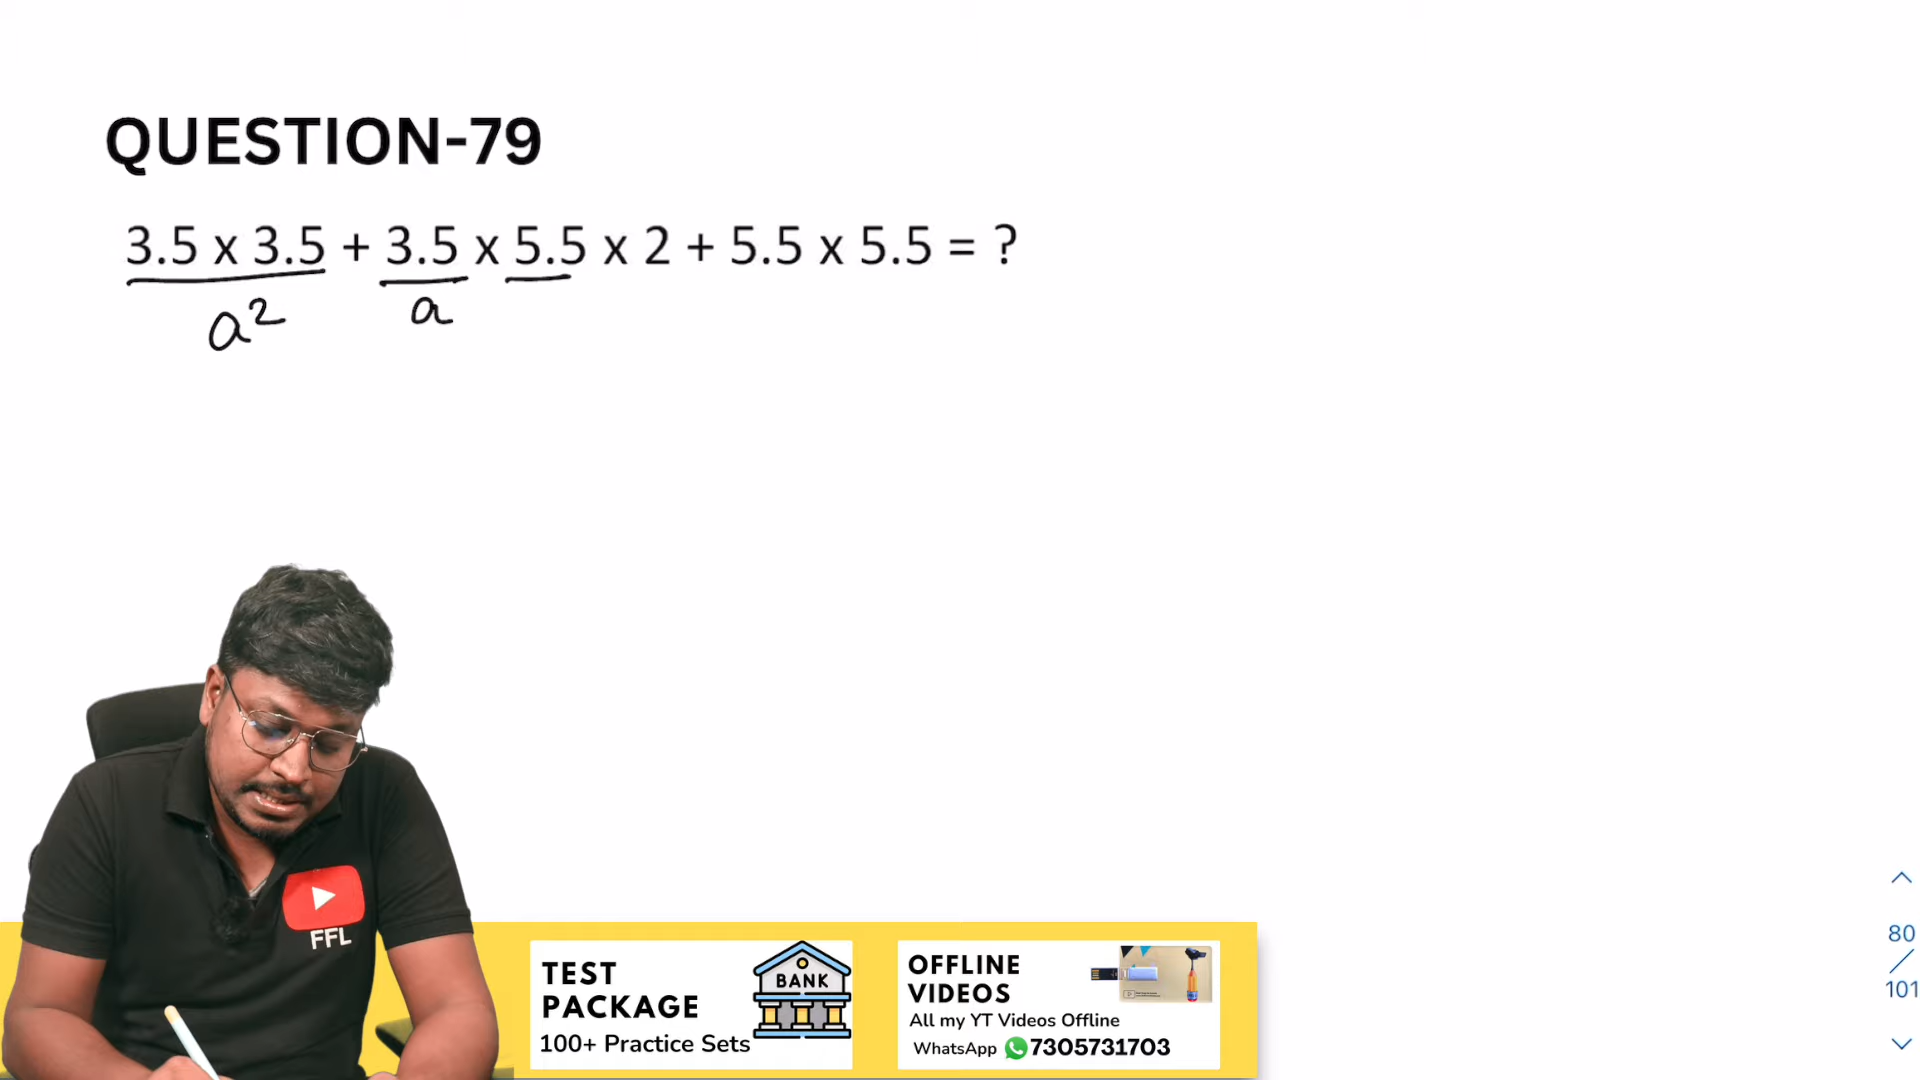 QUESTION-79
3.5 x 3.5 + 3.5 x 5.5 x 2 + 5.5 x 5.5 = ?
a² a
FFL
TEST
PACKAGE
100+ Practice Sets
BANK
OFFLINE
VIDEOS
All my YT Videos Offline
WhatsApp 7305731703
80
/
101